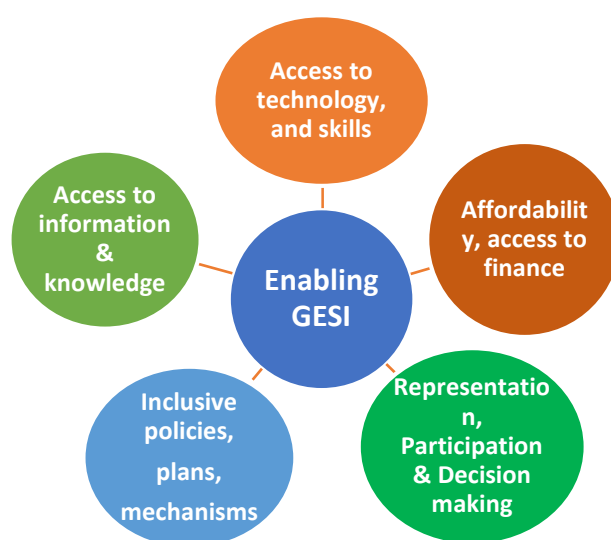 Access to
technology,
and skills
Access to
information
&
knowledge
Affordabilit
y, access to
finance
Enabling
GESI
Inclusive
policies,
plans,
mechanisms
Representatio
n,
Participation
& Decision
making